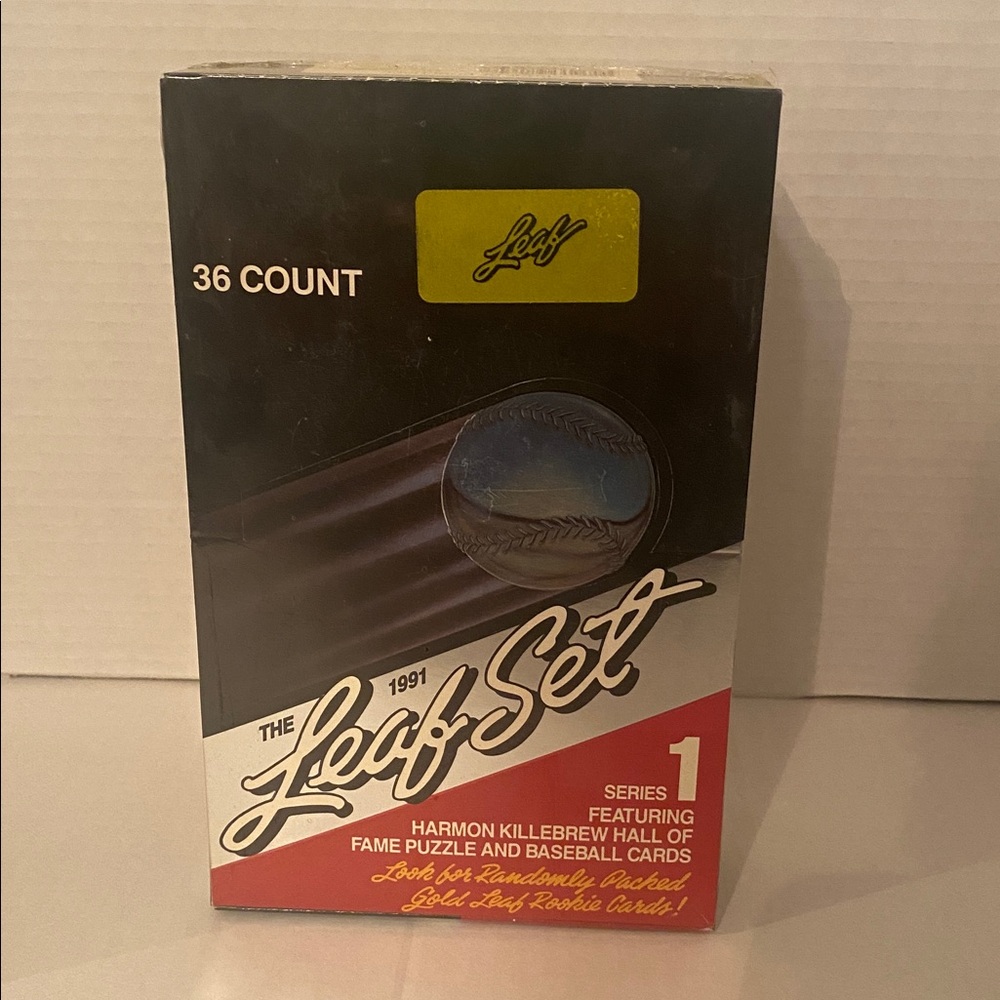 Leaf
36 COUNT
THE 1991
Leaf Set
SERIES 1
FEATURING
HARMON KILLEBREW HALL OF
FAME PUZZLE AND BASEBALL CARDS
Look for Randomly Packed
Gold Leaf Rookie Cards!